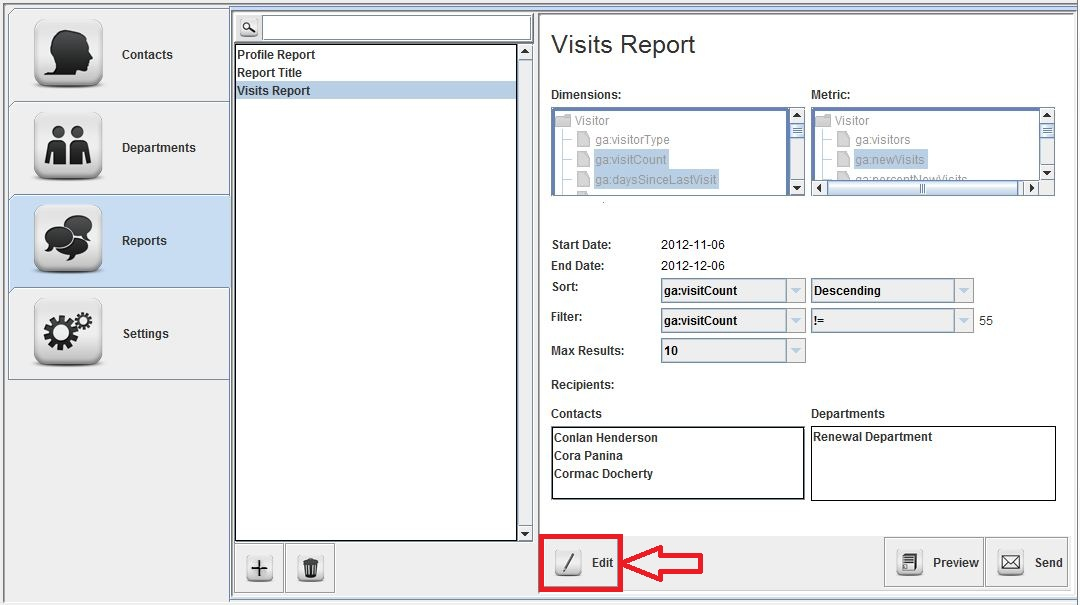 Contacts
Departments
Reports
Settings
Profile Report
Report Title
Visits Report
Visits Report
Dimensions:
Visitor
ga:visitorType
ga:visitCount
ga:daysSinceLastVisit
Metric:
Visitor
ga:visitors
ga:newVisits
ga:percentNewVisits
Start Date: 2012-11-06
End Date: 2012-12-06
Sort: ga:visitCount Descending
Filter: ga:visitCount != 55
Max Results: 10
Recipients:
Contacts
Conlan Henderson
Cora Panina
Cormac Docherty
Departments
Renewal Department
Edit
Preview
Send